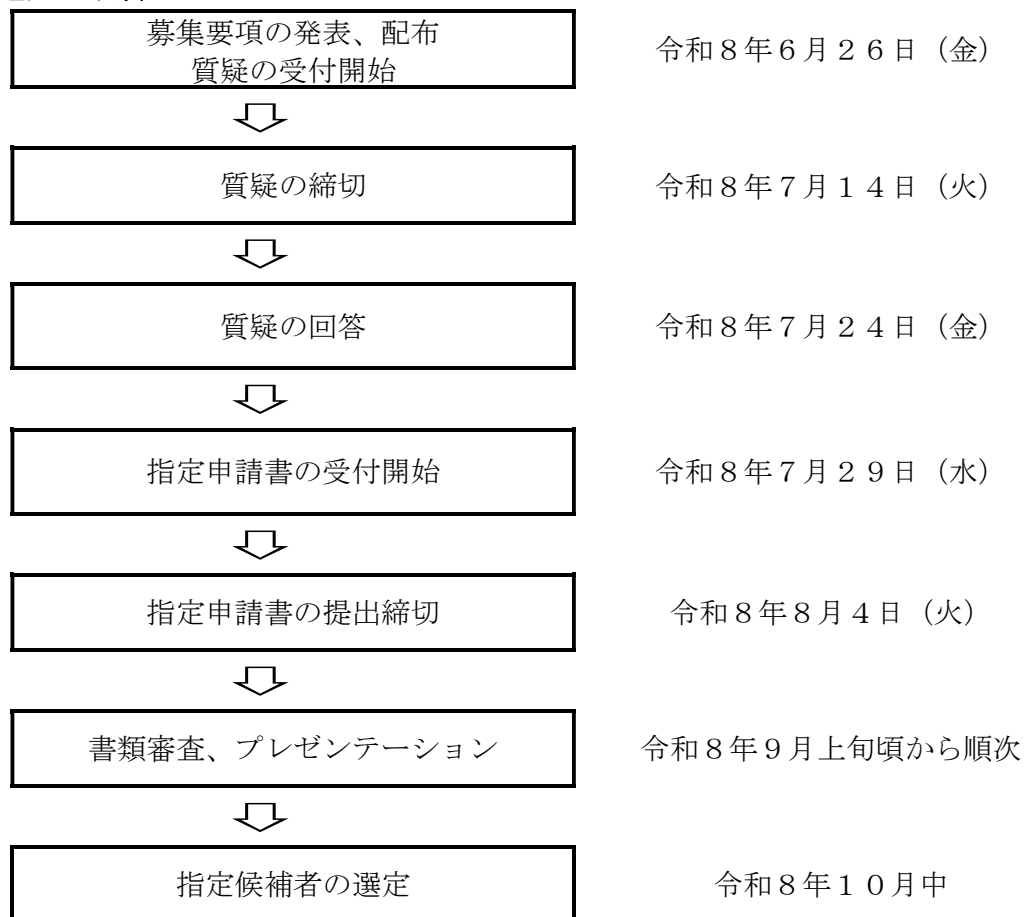 募集要項の発表、配布
質疑の受付開始
令和８年６月２６日（金）
質疑の締切
令和８年７月１４日（火）
質疑の回答
令和８年７月２４日（金）
指定申請書の受付開始
令和８年７月２９日（水）
指定申請書の提出締切
令和８年８月４日（火）
書類審査、プレゼンテーション
令和８年９月上旬頃から順次
指定候補者の選定
令和８年１０月中